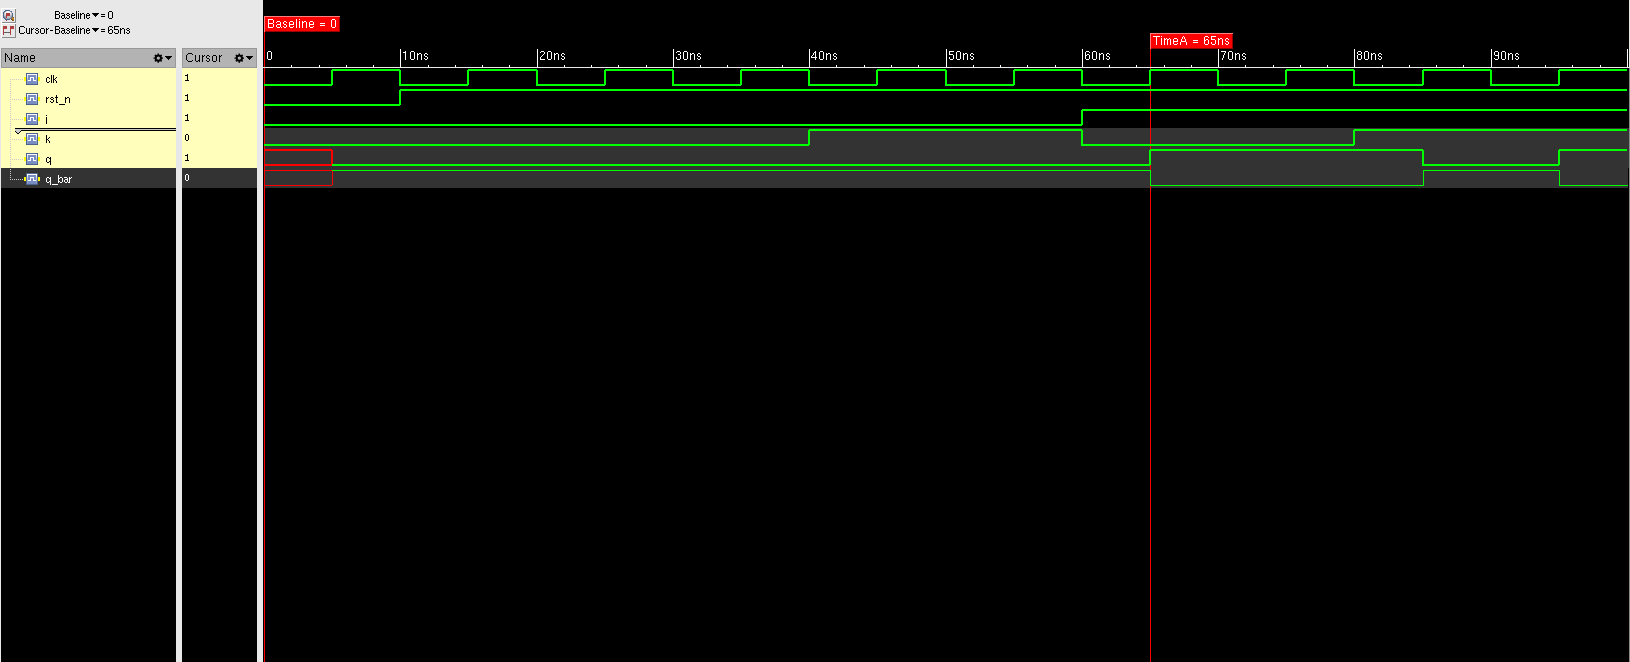 Baseline▾= 0
Cursor-Baseline▾= 65ns
Baseline = 0
TimeA = 65ns
Name
Cursor
0 10ns 20ns 30ns 40ns 50ns 60ns 70ns 80ns 90ns
clk 1
rst_n 1
j 1
k 0
q 1
q_bar 0